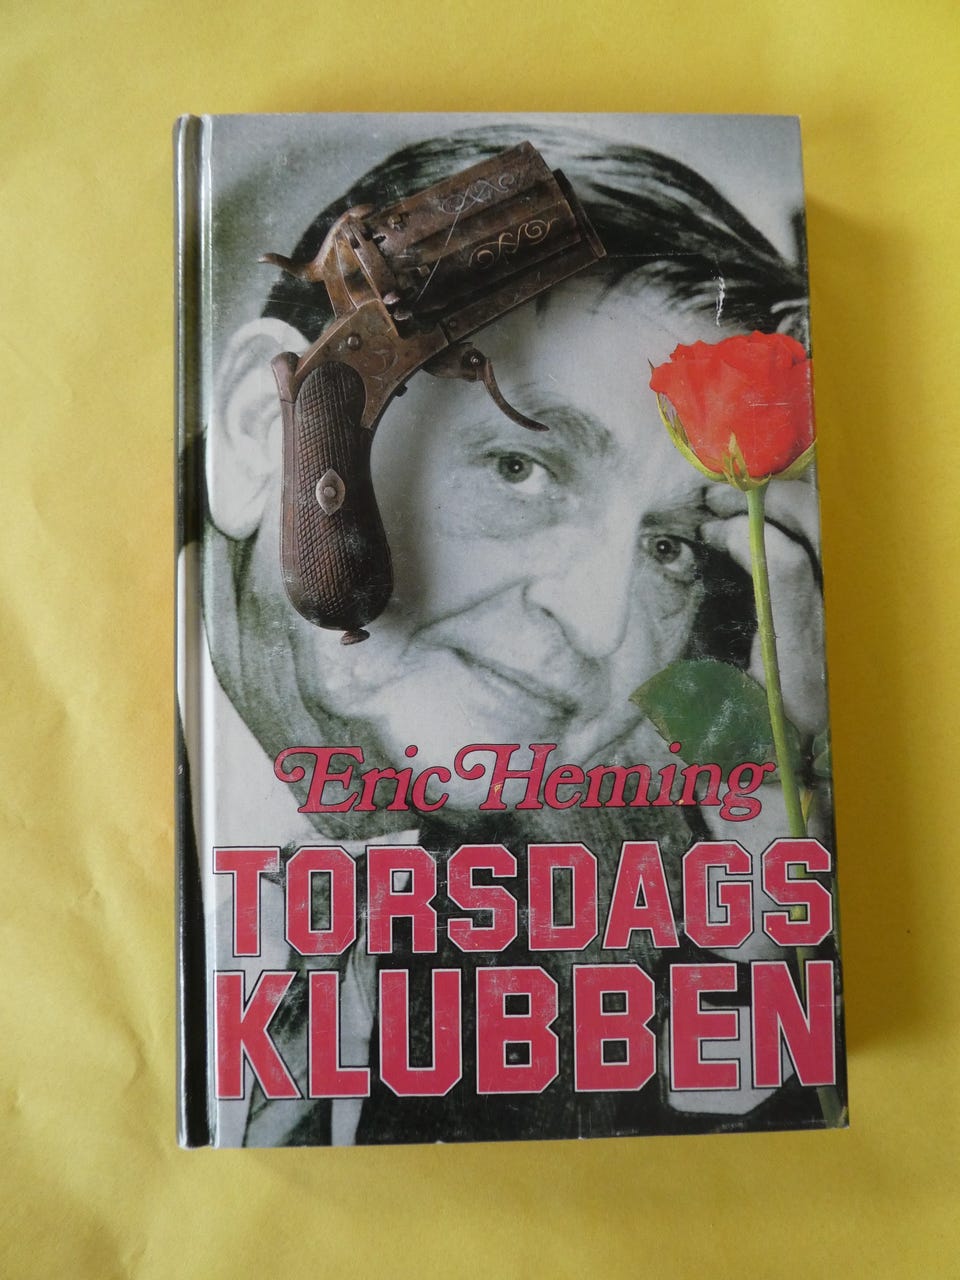 Eric Heming
TORSDAGS
KLUBBEN